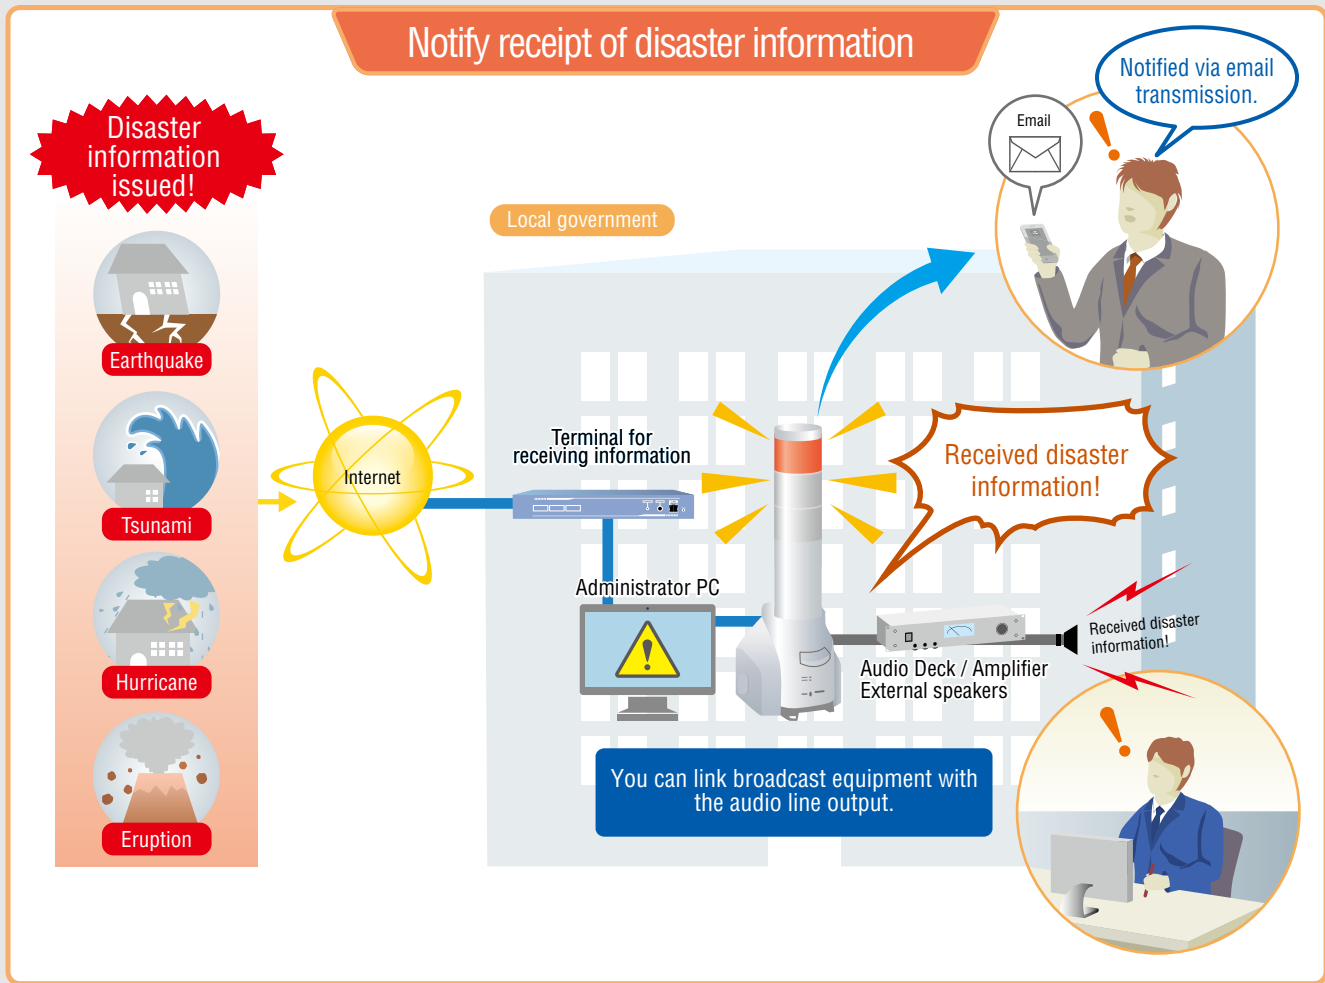 Notify receipt of disaster information
Disaster
information
issued!
Earthquake
Tsunami
Hurricane
Eruption
Internet
Local government
Terminal for
receiving information
Administrator PC
Email
Notified via email
transmission.
Received disaster
information!
Audio Deck / Amplifier
External speakers
Received disaster
information!
You can link broadcast equipment with
the audio line output.